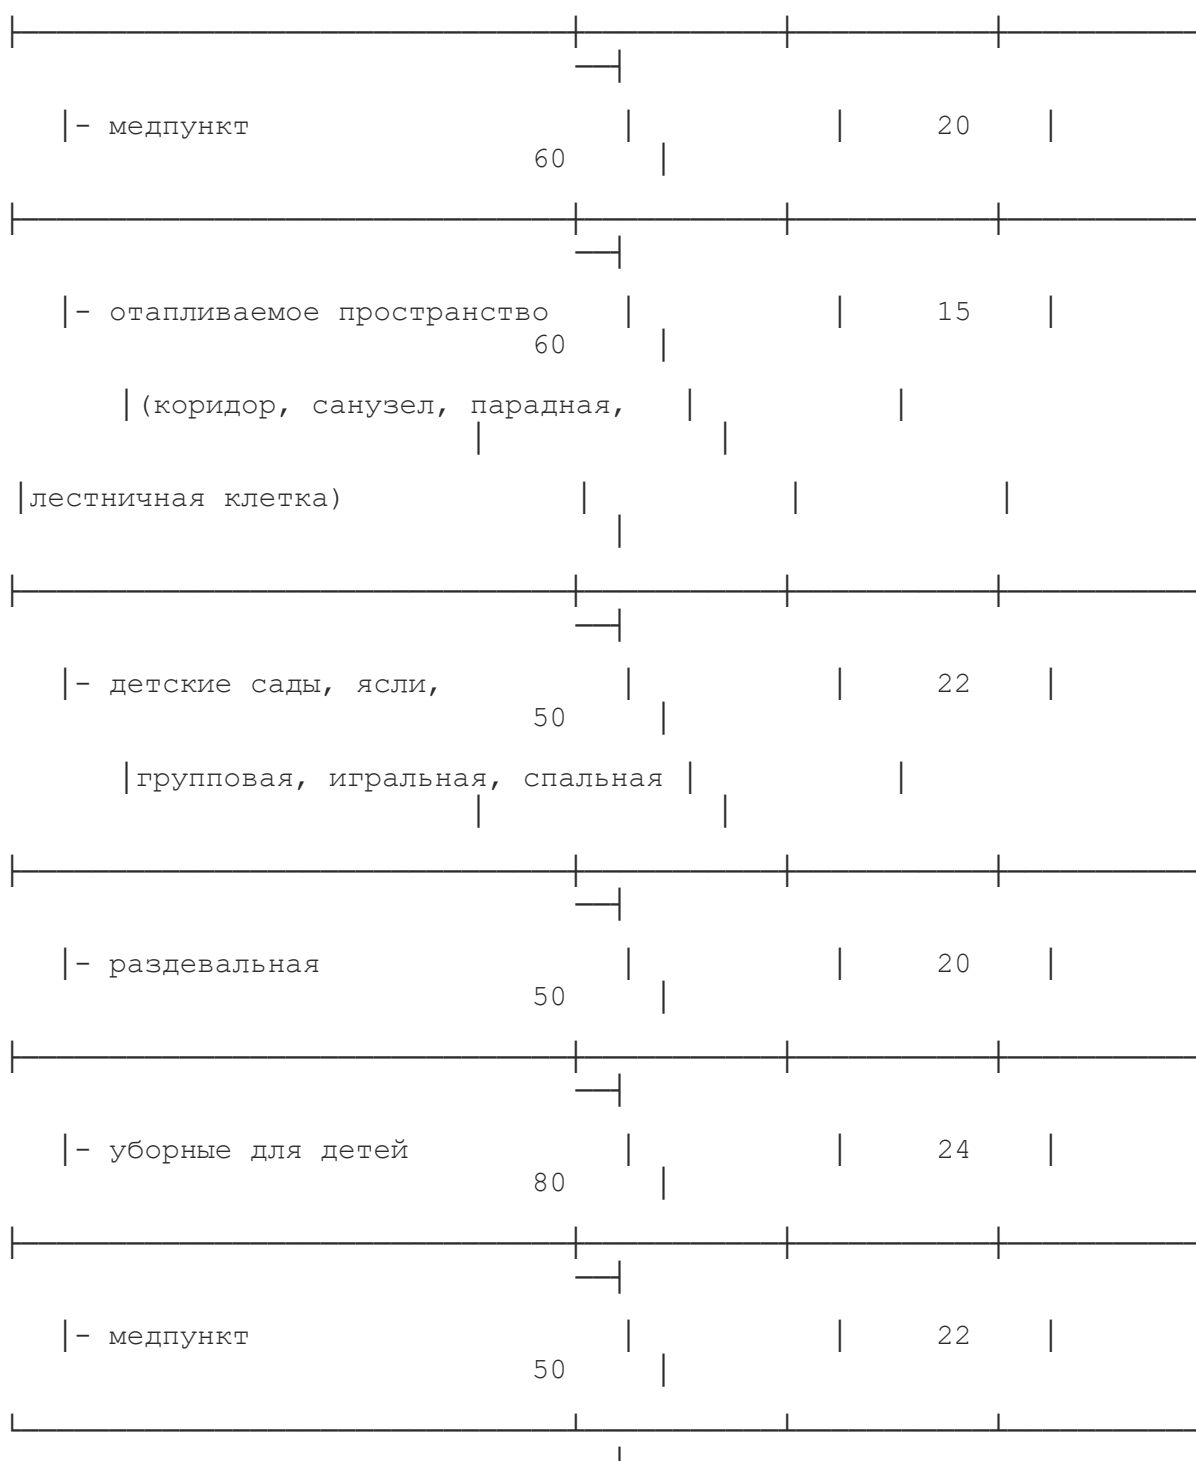 - медпункт 20
60
- отапливаемое пространство 15
60
(коридор, санузел, парадная,
лестничная клетка)
- детские сады, ясли, 22
50
групповая, игральная, спальная
- раздевальная 20
50
- уборные для детей 24
80
- медпункт 22
50